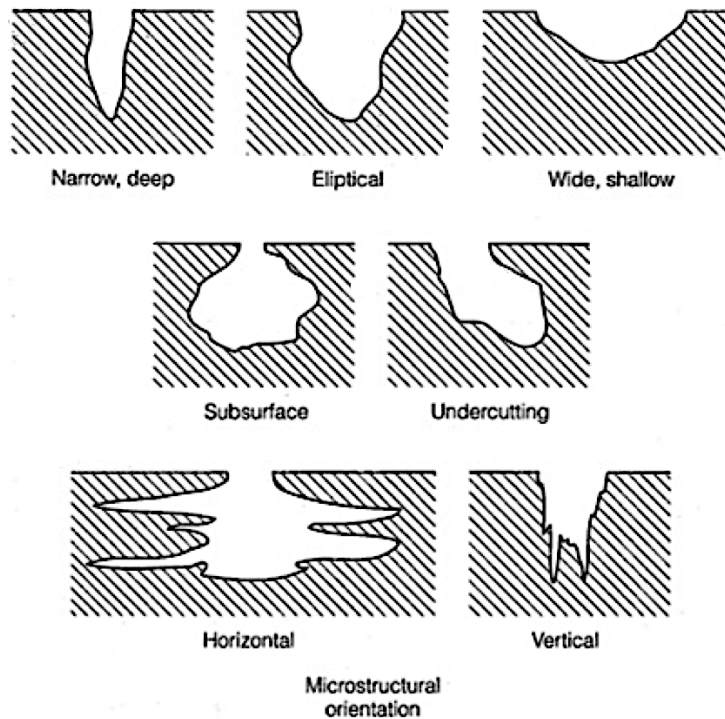 Narrow, deep
Eliptical
Wide, shallow
Subsurface
Undercutting
Horizontal
Vertical
Microstructural
orientation